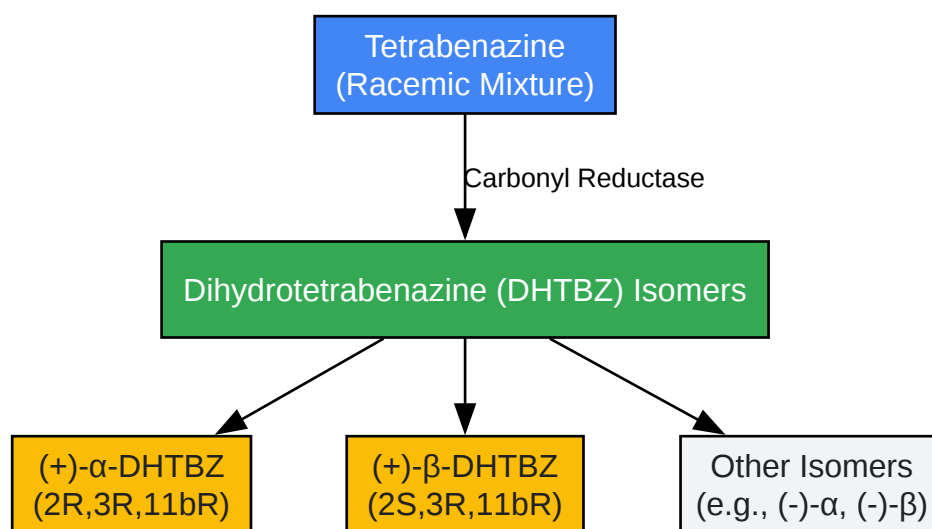 Tetrabenazine
(Racemic Mixture)
Carbonyl Reductase
Dihydrotetrabenazine (DHTBZ) Isomers
(+)-α-DHTBZ
(2R,3R,11bR)
(+)-β-DHTBZ
(2S,3R,11bR)
Other Isomers
(e.g., (-)-α, (-)-β)